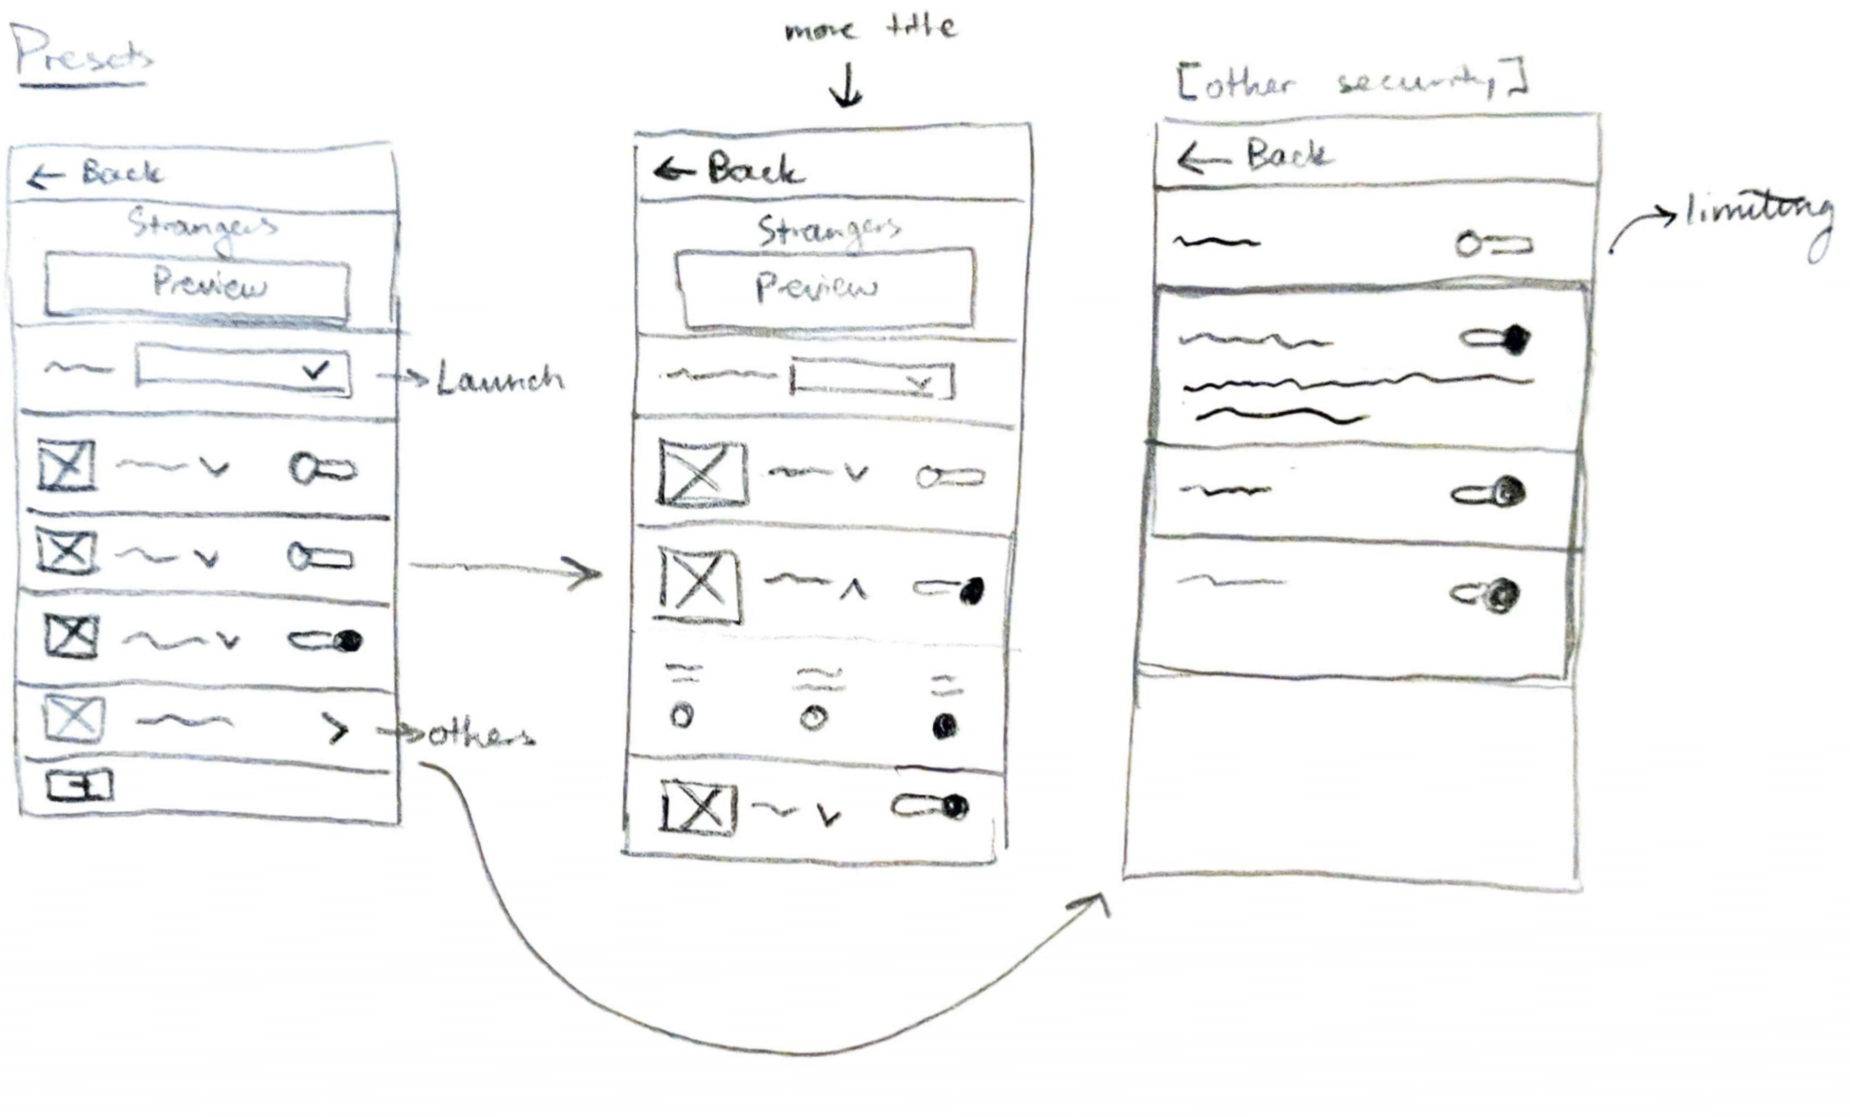 Presets
← Back
Strangers
Preview
→ Launch
→ others
more title
← Back
Strangers
Preview
[other security]
← Back
→ limiting